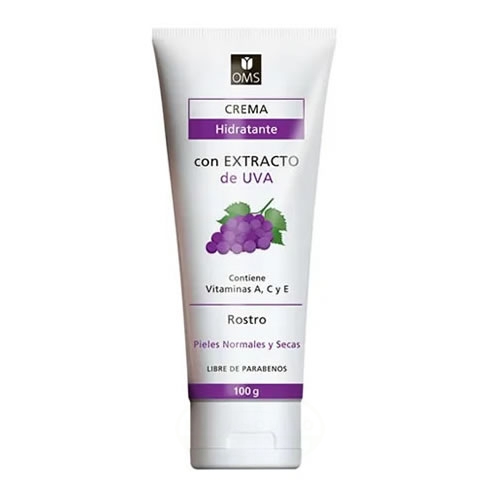 OMS
CREMA
Hidratante
con EXTRACTO
de UVA
Contiene
Vitaminas A, C y E
Rostro
Pieles Normales y Secas
LIBRE DE PARABENOS
100 g